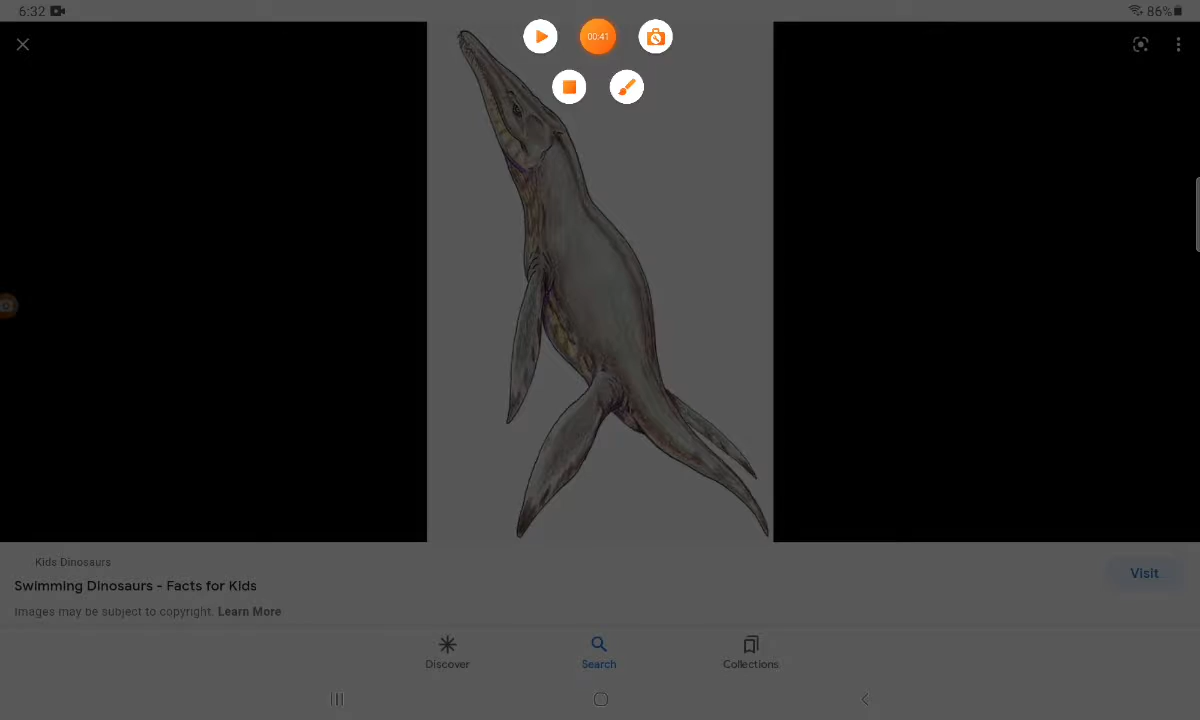 6:32
86%
00:41
Kids Dinosaurs
Swimming Dinosaurs - Facts for Kids
Visit
Images may be subject to copyright. Learn More
Discover
Search
Collections